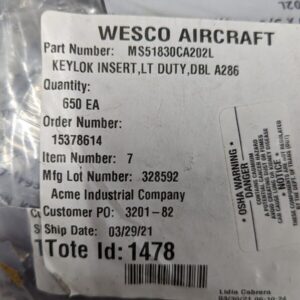 WESCO AIRCRAFT
Part Number: MS51830CA202L
KEYLOK INSERT,LT DUTY,DBL A286
Quantity:
650 EA
Order Number:
15378614
Item Number: 7
Mfg Lot Number: 328592
Acme Industrial Company
Customer PO: 3201-82
Ship Date: 03/29/21
Tote Id: 1478
* OSHA WARNING *
DANGER
Lidia Cabrera